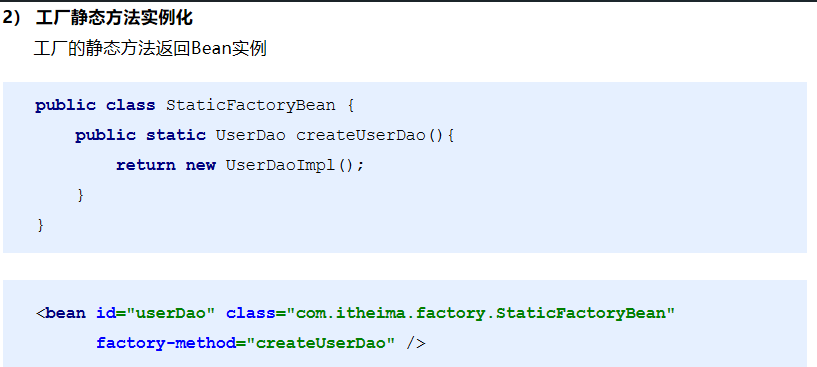 2） 工厂静态方法实例化
工厂的静态方法返回Bean实例
public class StaticFactoryBean {
    public static UserDao createUserDao(){
        return new UserDaoImpl();
    }
}
<bean id="userDao" class="com.itheima.factory.StaticFactoryBean"
      factory-method="createUserDao" />